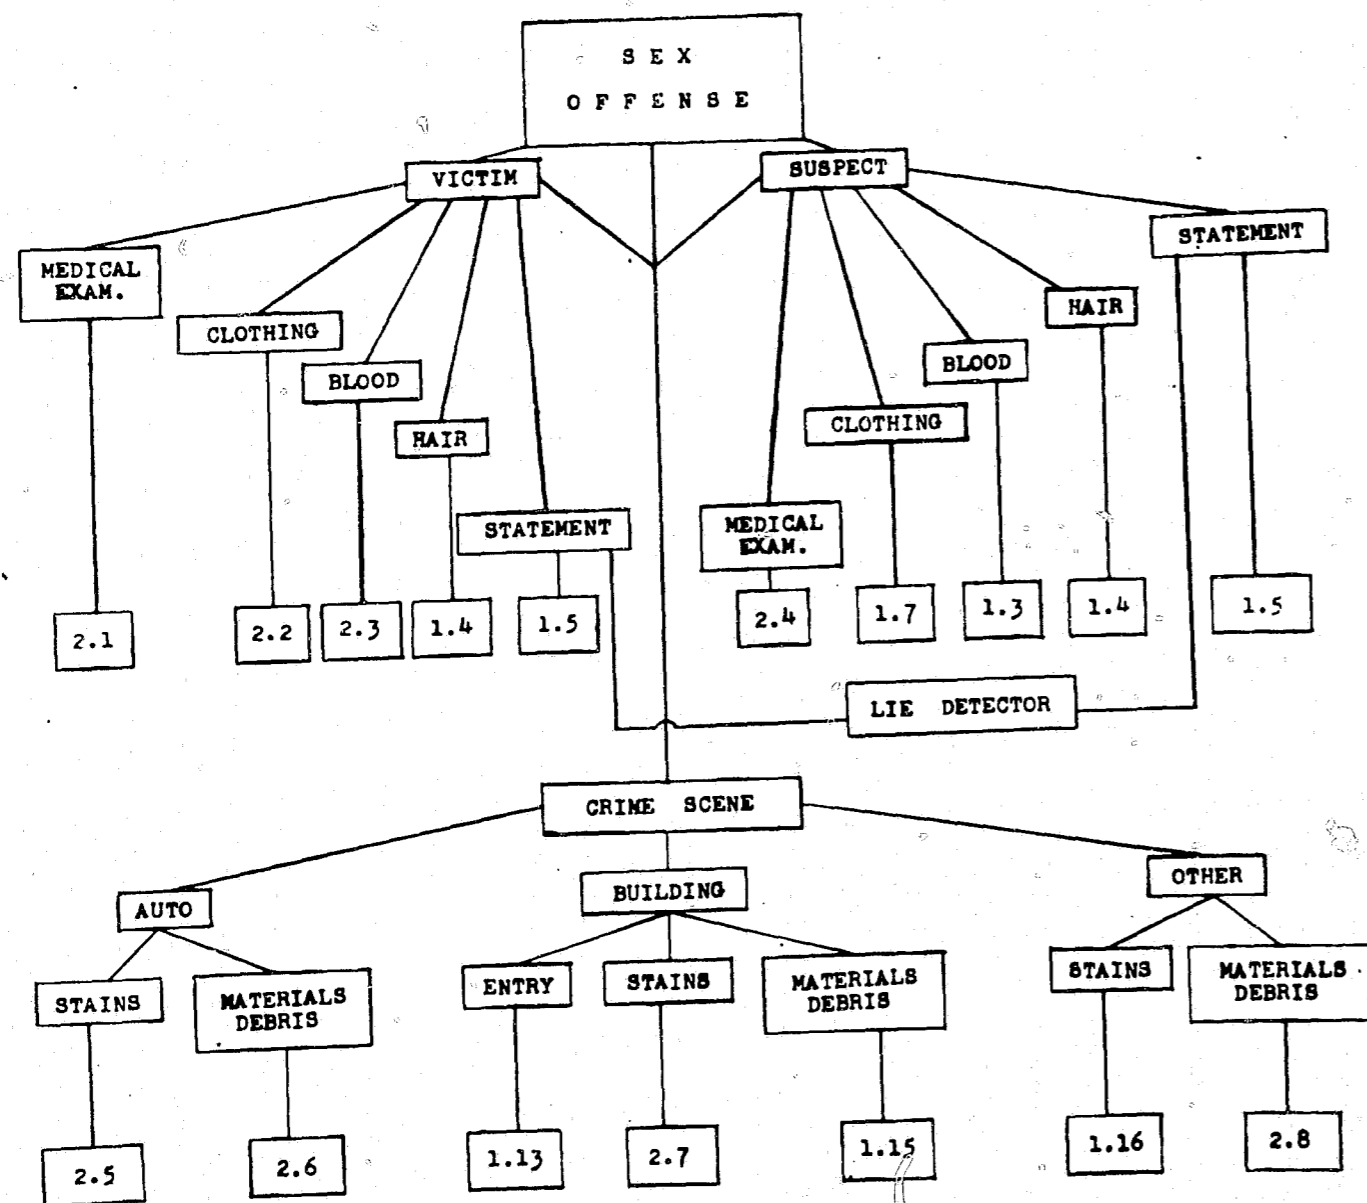 SEX
OFFENSE
VICTIM
SUSPECT
STATEMENT
MEDICAL
EXAM.
HAIR
CLOTHING
BLOOD
BLOOD
CLOTHING
HAIR
STATEMENT
MEDICAL
EXAM.
2.1
2.2
2.3
1.4
1.5
2.4
1.7
1.3
1.4
1.5
LIE DETECTOR
CRIME SCENE
AUTO
BUILDING
OTHER
STAINS
MATERIALS
DEBRIS
ENTRY
STAINS
MATERIALS
DEBRIS
STAINS
MATERIALS
DEBRIS
2.5
2.6
1.13
2.7
1.15
1.16
2.8